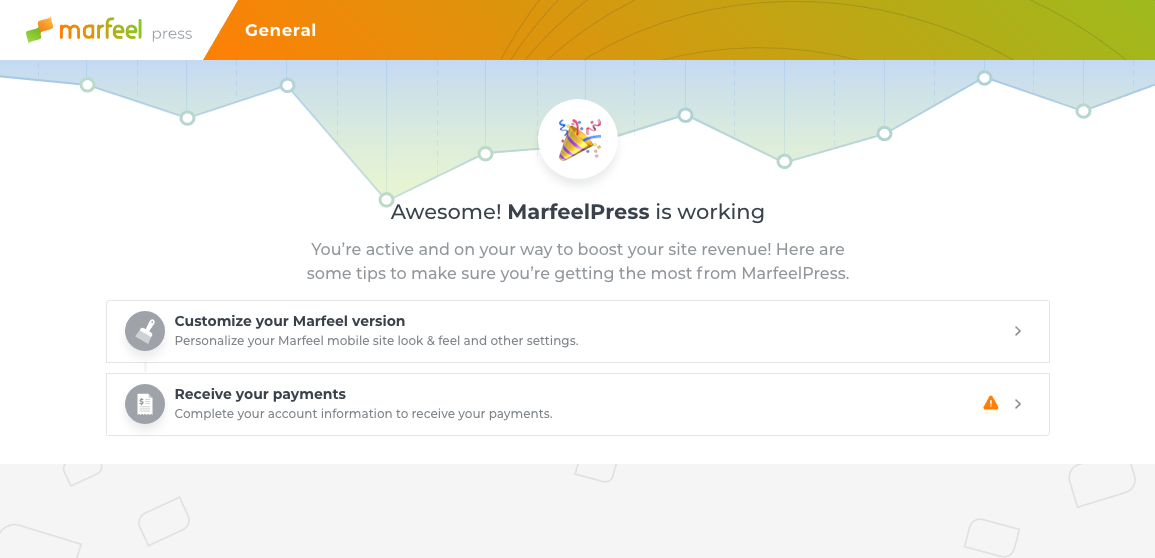 marfeel press
General
Awesome! MarfeelPress is working
You’re active and on your way to boost your site revenue! Here are
some tips to make sure you’re getting the most from MarfeelPress.
Customize your Marfeel version
Personalize your Marfeel mobile site look & feel and other settings.
Receive your payments
Complete your account information to receive your payments.